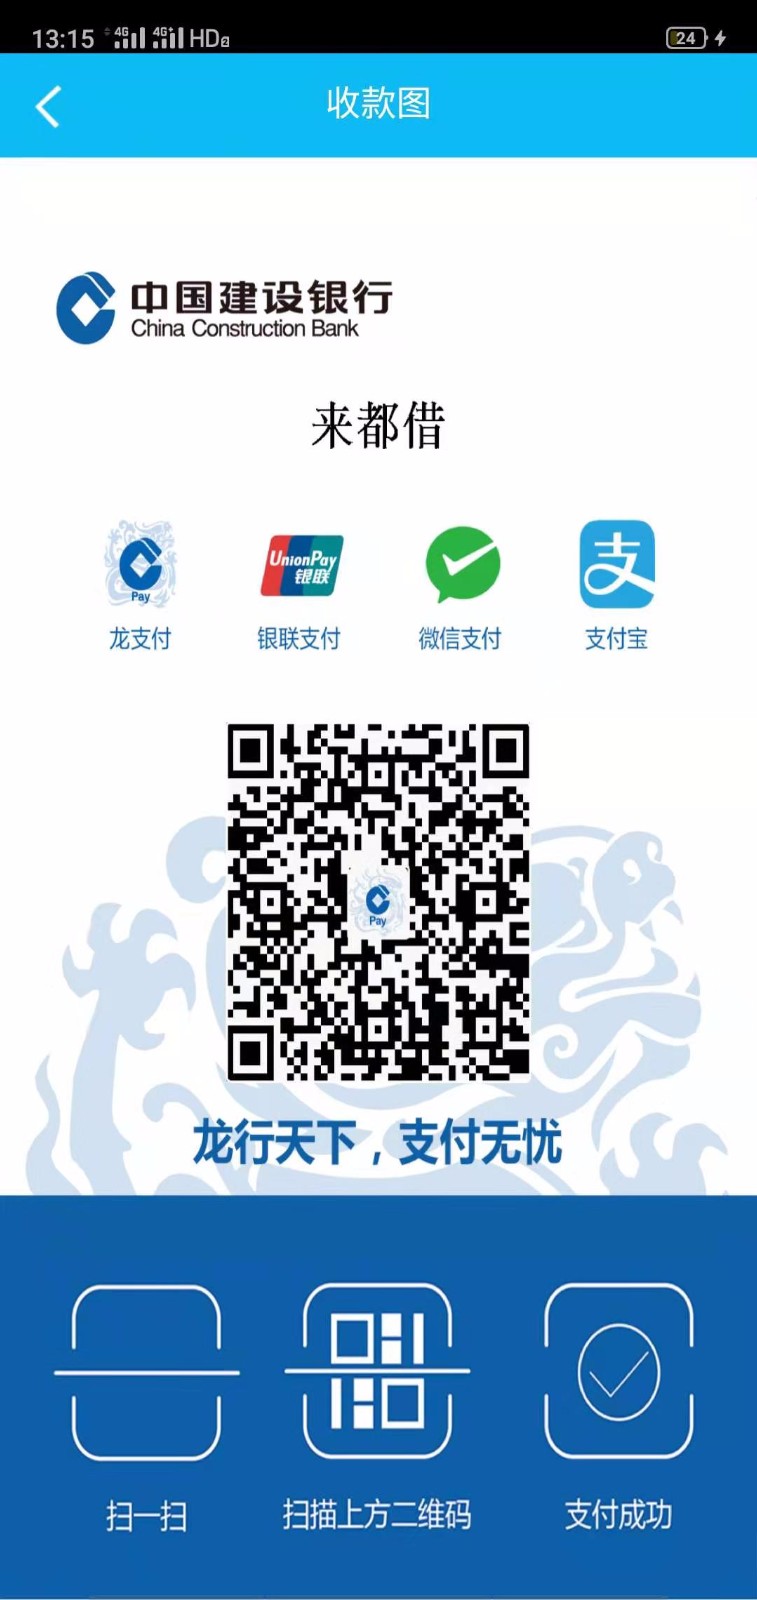 13:15 4G 4G+ HD2 24
收款图
中国建设银行
China Construction Bank
来都借
Pay
UnionPay
银联
支
龙支付 银联支付 微信支付 支付宝
Pay
龙行天下，支付无忧
扫一扫 扫描上方二维码 支付成功